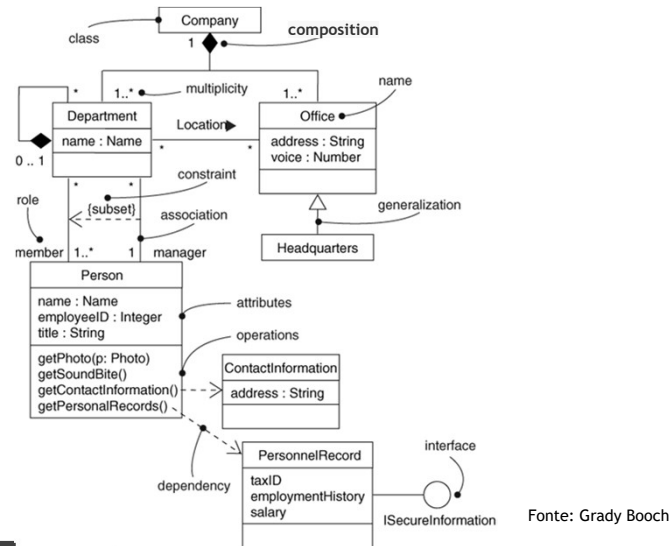 Company
class
composition
1
1..*
multiplicity
1..*
name
*
Department
name : Name
0 .. 1
Location
*
*
Office
address : String
voice : Number
*
*
constraint
{subset}
role
association
generalization
Headquarters
member
1..*
1
manager
Person
name : Name
employeeID : Integer
title : String
attributes
operations
getPhoto(p: Photo)
getSoundBite()
getContactInformation()
getPersonalRecords()
ContactInformation
address : String
dependency
PersonnelRecord
taxID
employmentHistory
salary
interface
ISecureInformation
Fonte: Grady Booch